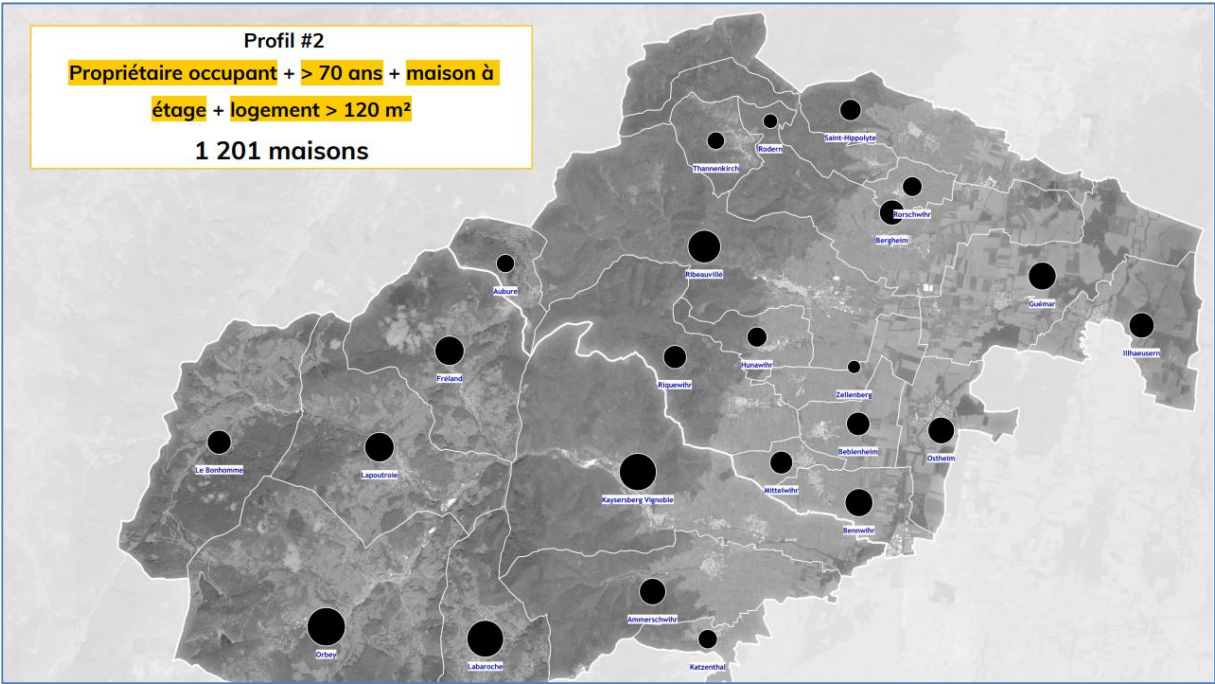 Profil #2
Propriétaire occupant + > 70 ans + maison à
étage + logement > 120 m²
1 201 maisons
Rodern
Saint-Hippolyte
Thannenkirch
Rorschwihr
Bergheim
Ribeauvillé
Aubure
Guémar
Illhaeusern
Hunawihr
Fréland
Riquewihr
Zellenberg
Beblenheim
Ostheim
Le Bonhomme
Lapoutroie
Mittelwihr
Kaysersberg Vignoble
Bennwihr
Ammerschwihr
Orbey
Labaroche
Katzenthal